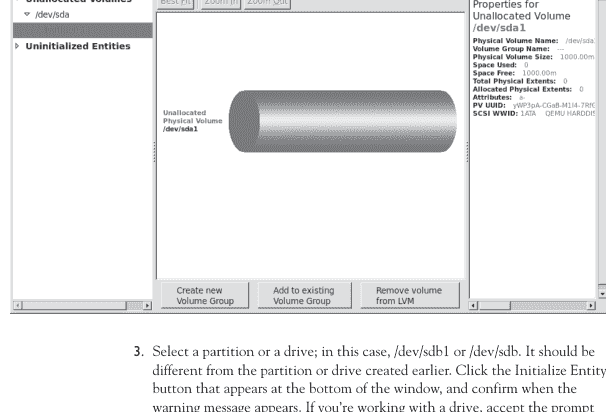 Unallocated Volumes
/dev/sda
Uninitialized Entities
Best Fit Zoom In Zoom Out
Unallocated
Physical Volume
/dev/sda1
Create new
Volume Group
Add to existing
Volume Group
Remove volume
from LVM
Properties for
Unallocated Volume
/dev/sda1
Physical Volume Name: /dev/sda
Volume Group Name: ---
Physical Volume Size: 1000.00m
Space Used: 0
Space Free: 1000.00m
Total Physical Extents: 0
Allocated Physical Extents: 0
Attributes: a-
PV UUID:
SCSI WWID: 1ATA QEMU HARDDIS
3. Select a partition or a drive; in this case, /dev/sdb1 or /dev/sdb. It should be
different from the partition or drive created earlier. Click the Initialize Entity
button that appears at the bottom of the window, and confirm when the
warning message appears. If you're working with a drive, accept the prompt